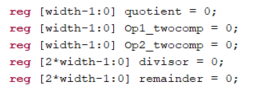 reg [width-1:0] quotient = 0;
reg [width-1:0] Op1_twocomp = 0;
reg [width-1:0] Op2_twocomp = 0;
reg [2*width-1:0] divisor = 0;
reg [2*width-1:0] remainder = 0;